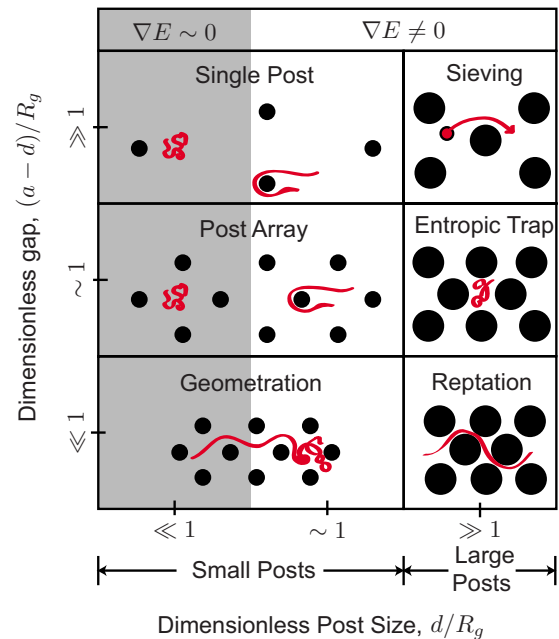 ∇E ∼ 0
∇E ≠ 0
Single Post
Sieving
Post Array
Entropic Trap
Geometration
Reptation
Dimensionless gap, (a − d)/R_g
≫ 1
∼ 1
≪ 1
≪ 1
∼ 1
≫ 1
Small Posts
Large
Posts
Dimensionless Post Size, d/R_g